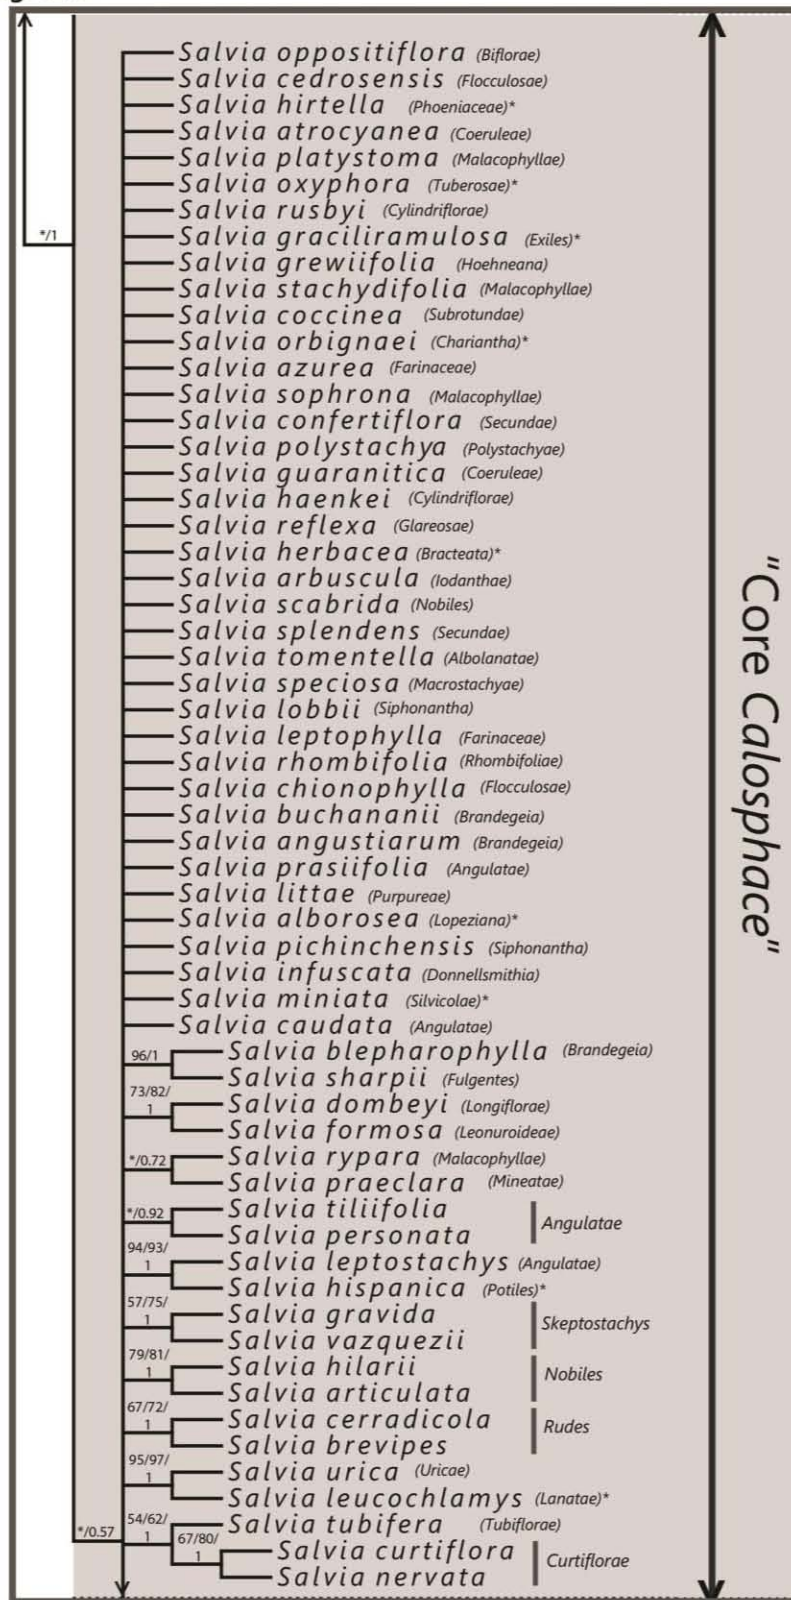 Salvia oppositiflora (Biflorae)
Salvia cedrosensis (Flocculosae)
Salvia hirtella (Phoeniaceae)*
Salvia atrocyanea (Coeruleae)
Salvia platystoma (Malacophyllae)
Salvia oxyphora (Tuberosae)*
Salvia rusbyi (Cylindriflorae)
*/1
Salvia graciliramulosa (Exiles)*
Salvia grewiifolia (Hoehneana)
Salvia stachydifolia (Malacophyllae)
Salvia coccinea (Subrotundae)
Salvia orbignaei (Chariantha)*
Salvia azurea (Farinaceae)
Salvia sophrona (Malacophyllae)
Salvia confertiflora (Secundae)
Salvia polystachya (Polystachyae)
Salvia guaranitica (Coeruleae)
Salvia haenkei (Cylindriflorae)
Salvia reflexa (Glareosae)
Salvia herbacea (Bracteata)*
Salvia arbuscula (Iodanthae)
Salvia scabrida (Nobiles)
Salvia splendens (Secundae)
Salvia tomentella (Albolanatae)
Salvia speciosa (Macrostachyae)
Salvia lobbii (Siphonantha)
Salvia leptophylla (Farinaceae)
Salvia rhombifolia (Rhombifoliae)
Salvia chionophylla (Flocculosae)
Salvia buchananii (Brandegeia)
Salvia angustiarum (Brandegeia)
Salvia prasiifolia (Angulatae)
Salvia littae (Purpureae)
Salvia alborosea (Lopeziana)*
Salvia pichinchensis (Siphonantha)
Salvia infuscata (Donnellsmithia)
Salvia miniata (Silvicolae)*
Salvia caudata (Angulatae)
96/1
Salvia blepharophylla (Brandegeia)
Salvia sharpii (Fulgentes)
73/82/
1
Salvia dombeyi (Longiflorae)
Salvia formosa (Leonuroideae)
*/0.72
Salvia rypara (Malacophyllae)
Salvia praeclara (Mineatae)
*/0.92
Salvia tiliifolia
Salvia personata
Angulatae
94/93/
1
Salvia leptostachys (Angulatae)
Salvia hispanica (Potiles)*
57/75/
1
Salvia gravida
Salvia vazquezii
Skeptostachys
79/81/
1
Salvia hilarii
Salvia articulata
Nobiles
67/72/
1
Salvia cerradicola
Salvia brevipes
Rudes
95/97/
1
Salvia urica (Uricae)
Salvia leucochlamys (Lanatae)*
*/0.57
54/62/
1
Salvia tubifera (Tubiflorae)
67/80/
1
Salvia curtiflora
Salvia nervata
Curtiflorae
"Core Calosphace"